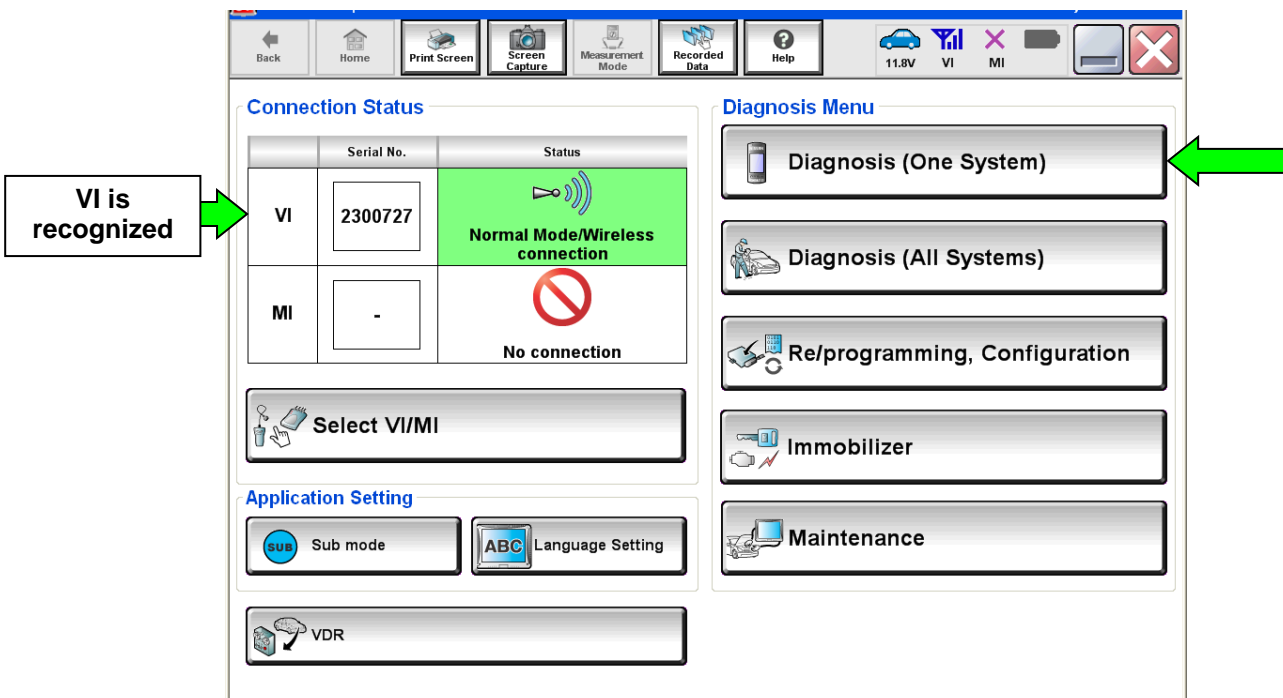 Back
Home
Print Screen
Screen
Capture
Measurement
Mode
Recorded
Data
Help
11.8V
VI
MI
Connection Status
Serial No.
Status
VI
2300727
Normal Mode/Wireless
connection
MI
-
No connection
Select VI/MI
Application Setting
SUB
Sub mode
ABC
Language Setting
VDR
Diagnosis Menu
Diagnosis (One System)
Diagnosis (All Systems)
Re/programming, Configuration
Immobilizer
Maintenance
VI is
recognized